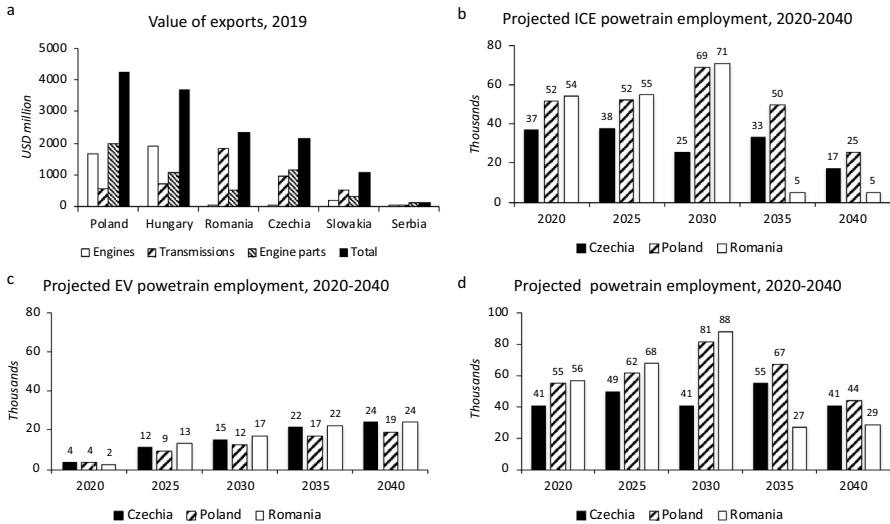 a
Value of exports, 2019
5000
4000
3000
2000
1000
0
USD million
Poland Hungary Romania Czechia Slovakia Serbia
Engines Transmissions Engine parts Total
b
Projected ICE powetrain employment, 2020-2040
80
60
40
20
0
Thousands
37 52 54 38 52 55 25 69 71 33 50 5 17 25 5
2020 2025 2030 2035 2040
Czechia Poland Romania
c
Projected EV powetrain employment, 2020-2040
80
60
40
20
0
Thousands
4 4 2 12 9 13 15 12 17 22 17 22 24 19 24
2020 2025 2030 2035 2040
Czechia Poland Romania
d
Projected powetrain employment, 2020-2040
100
80
60
40
20
0
Thousands
41 55 56 49 62 68 41 81 88 55 67 27 41 44 29
2020 2025 2030 2035 2040
Czechia Poland Romania